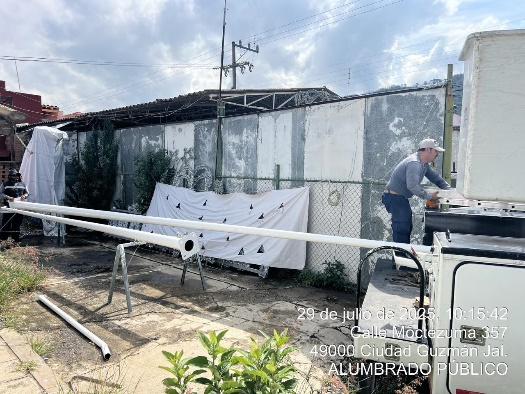 29 de julio de 2025, 10:15:42
Calle Moctezuma 357
49000 Ciudad Guzmán Jal.
ALUMBRADO PÚBLICO